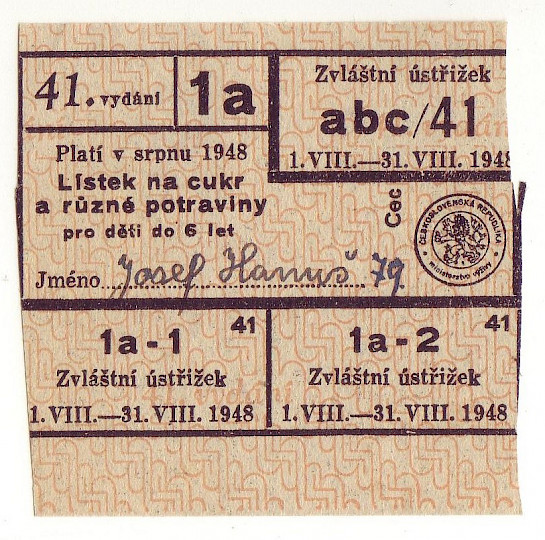 41. vydání
1a
Platí v srpnu 1948
Lístek na cukr
a různé potraviny
pro děti do 6 let
Jméno Josef Hanuš 79
Zvláštní ústřižek
abc/41
1. VIII.—31. VIII. 1948
Cec
ČESKOSLOVENSKÁ REPUBLIKA
ministerstvo výživy
41
1a-1
Zvláštní ústřižek
1. VIII.—31. VIII. 1948
41
1a-2
Zvláštní ústřižek
1. VIII.—31. VIII. 1948